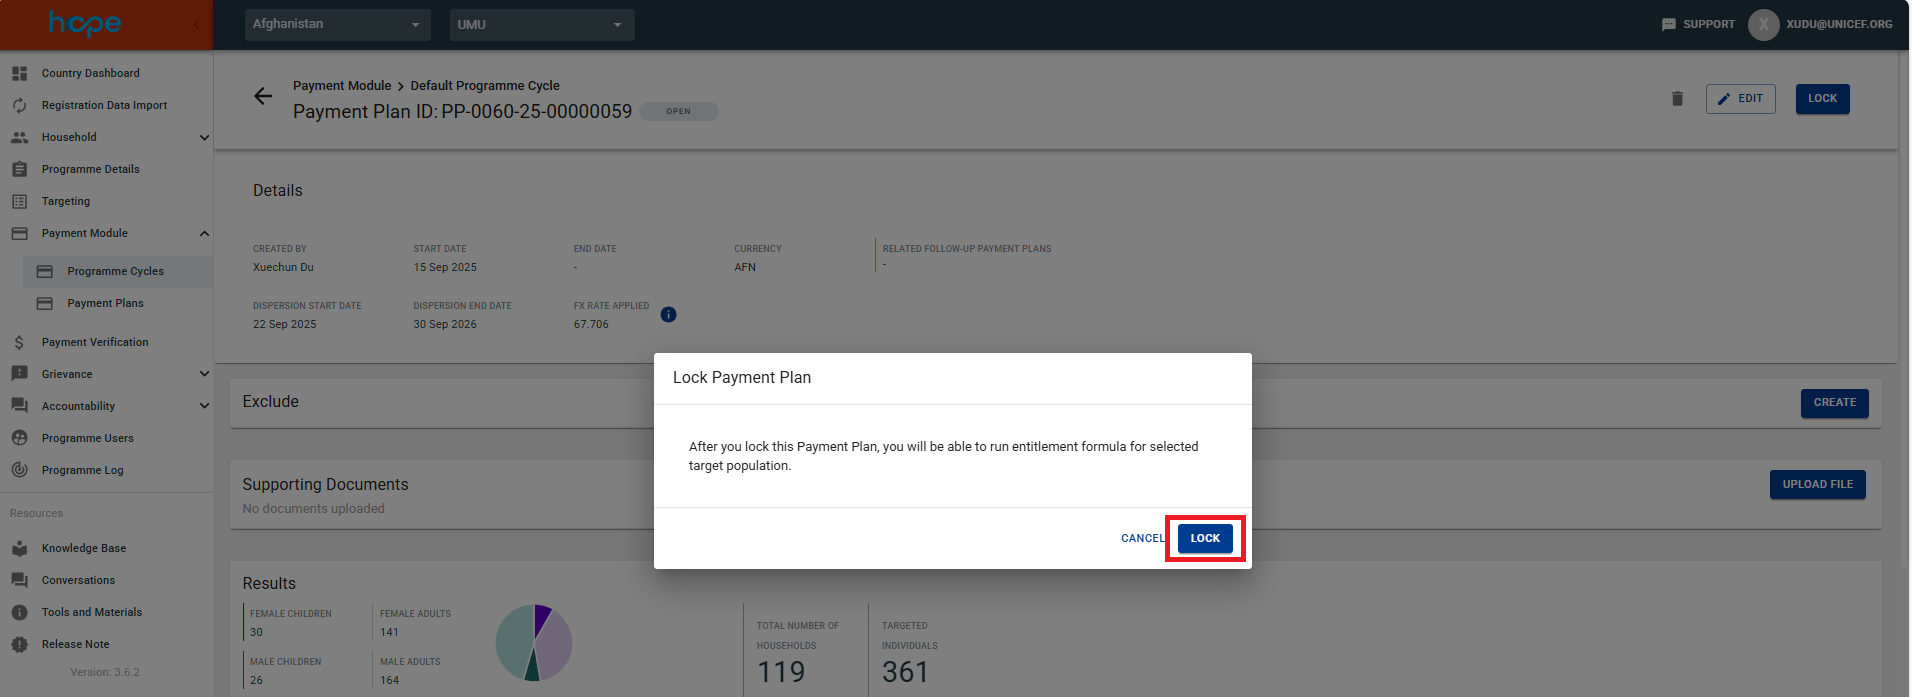 hope
Afghanistan
UMU
SUPPORT
X
XUDU@UNICEF.ORG
Country Dashboard
Registration Data Import
Household
Programme Details
Targeting
Payment Module
Programme Cycles
Payment Plans
Payment Verification
Grievance
Accountability
Programme Users
Programme Log
Resources
Knowledge Base
Conversations
Tools and Materials
Release Note
Version: 3.6.2
Payment Module > Default Programme Cycle
Payment Plan ID: PP-0060-25-00000059
OPEN
EDIT
LOCK
Details
CREATED BY
Xuechun Du
START DATE
15 Sep 2025
END DATE
-
CURRENCY
AFN
RELATED FOLLOW-UP PAYMENT PLANS
-
DISPERSION START DATE
22 Sep 2025
DISPERSION END DATE
30 Sep 2026
FX RATE APPLIED
67.706
Exclude
CREATE
Lock Payment Plan
After you lock this Payment Plan, you will be able to run entitlement formula for selected
target population.
CANCEL
LOCK
Supporting Documents
No documents uploaded
UPLOAD FILE
Results
FEMALE CHILDREN
30
FEMALE ADULTS
141
MALE CHILDREN
26
MALE ADULTS
164
TOTAL NUMBER OF
HOUSEHOLDS
119
TARGETED
INDIVIDUALS
361